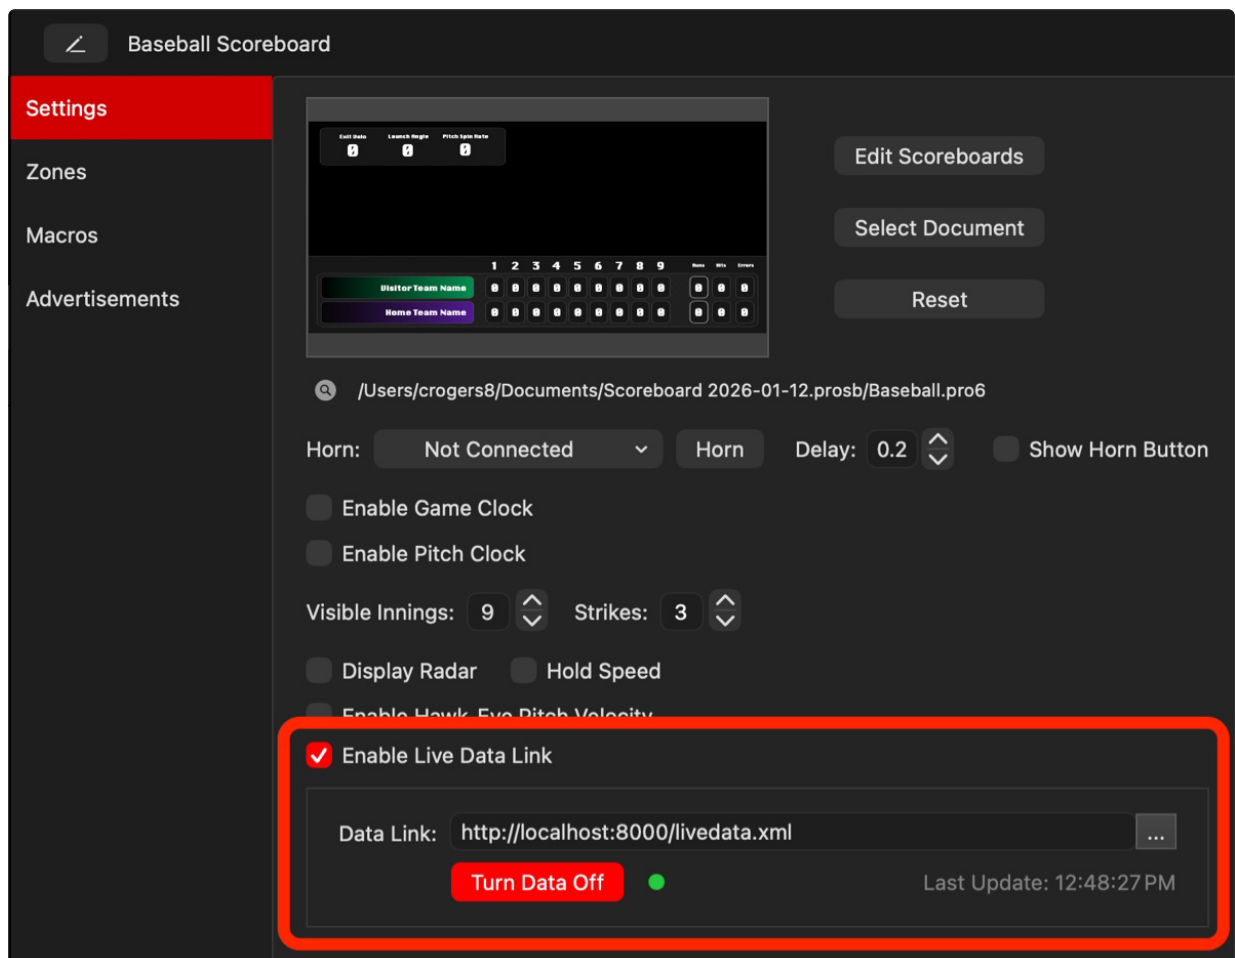 Baseball Scoreboard
Settings
Zones
Macros
Advertisements
Exit Velo Launch Angle Pitch Spin Rate
0 0 0
1 2 3 4 5 6 7 8 9 Runs Hits Errors
Visitor Team Name 0 0 0 0 0 0 0 0 0 0 0 0
Home Team Name 0 0 0 0 0 0 0 0 0 0 0 0
Edit Scoreboards
Select Document
Reset
/Users/crogers8/Documents/Scoreboard 2026-01-12.prosb/Baseball.pro6
Horn: Not Connected Horn Delay: 0.2 Show Horn Button
Enable Game Clock
Enable Pitch Clock
Visible Innings: 9 Strikes: 3
Display Radar Hold Speed
Enable Hawk-Eye Pitch Velocity
Enable Live Data Link
Data Link: http://localhost:8000/livedata.xml ...
Turn Data Off Last Update: 12:48:27 PM